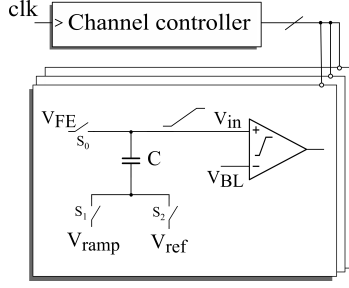 clk
> Channel controller
V_FE
S_0
V_in
+
C
V_BL
−
S_1
S_2
V_ramp
V_ref